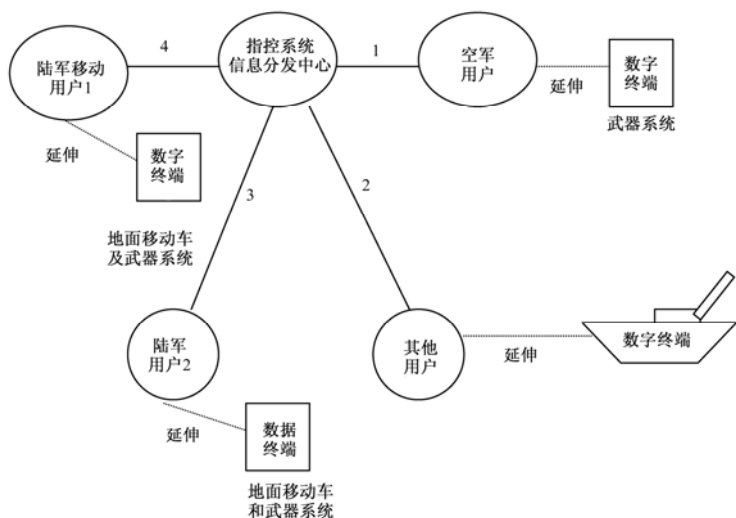 4
指控系统
信息分发中心
1
空军
用户
延伸
数字
终端
武器系统
陆军移动
用户1
延伸
数字
终端
地面移动车
及武器系统
3
2
陆军
用户2
延伸
数据
终端
地面移动车
和武器系统
其他
用户
延伸
数字终端